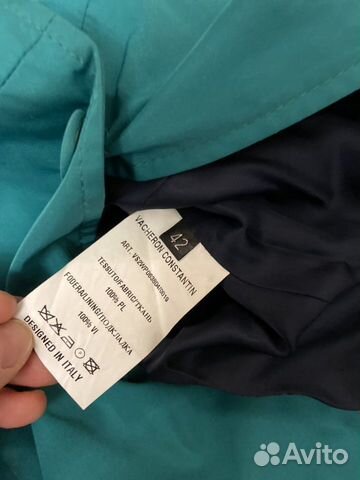 42
VACHERON CONSTANTIN
TESSUTO/FABRIC/ТКАНЬ
100% PL
FODERA/LINING/ПОДКЛАДКА
100% VI
DESIGNED IN ITALY
Avito